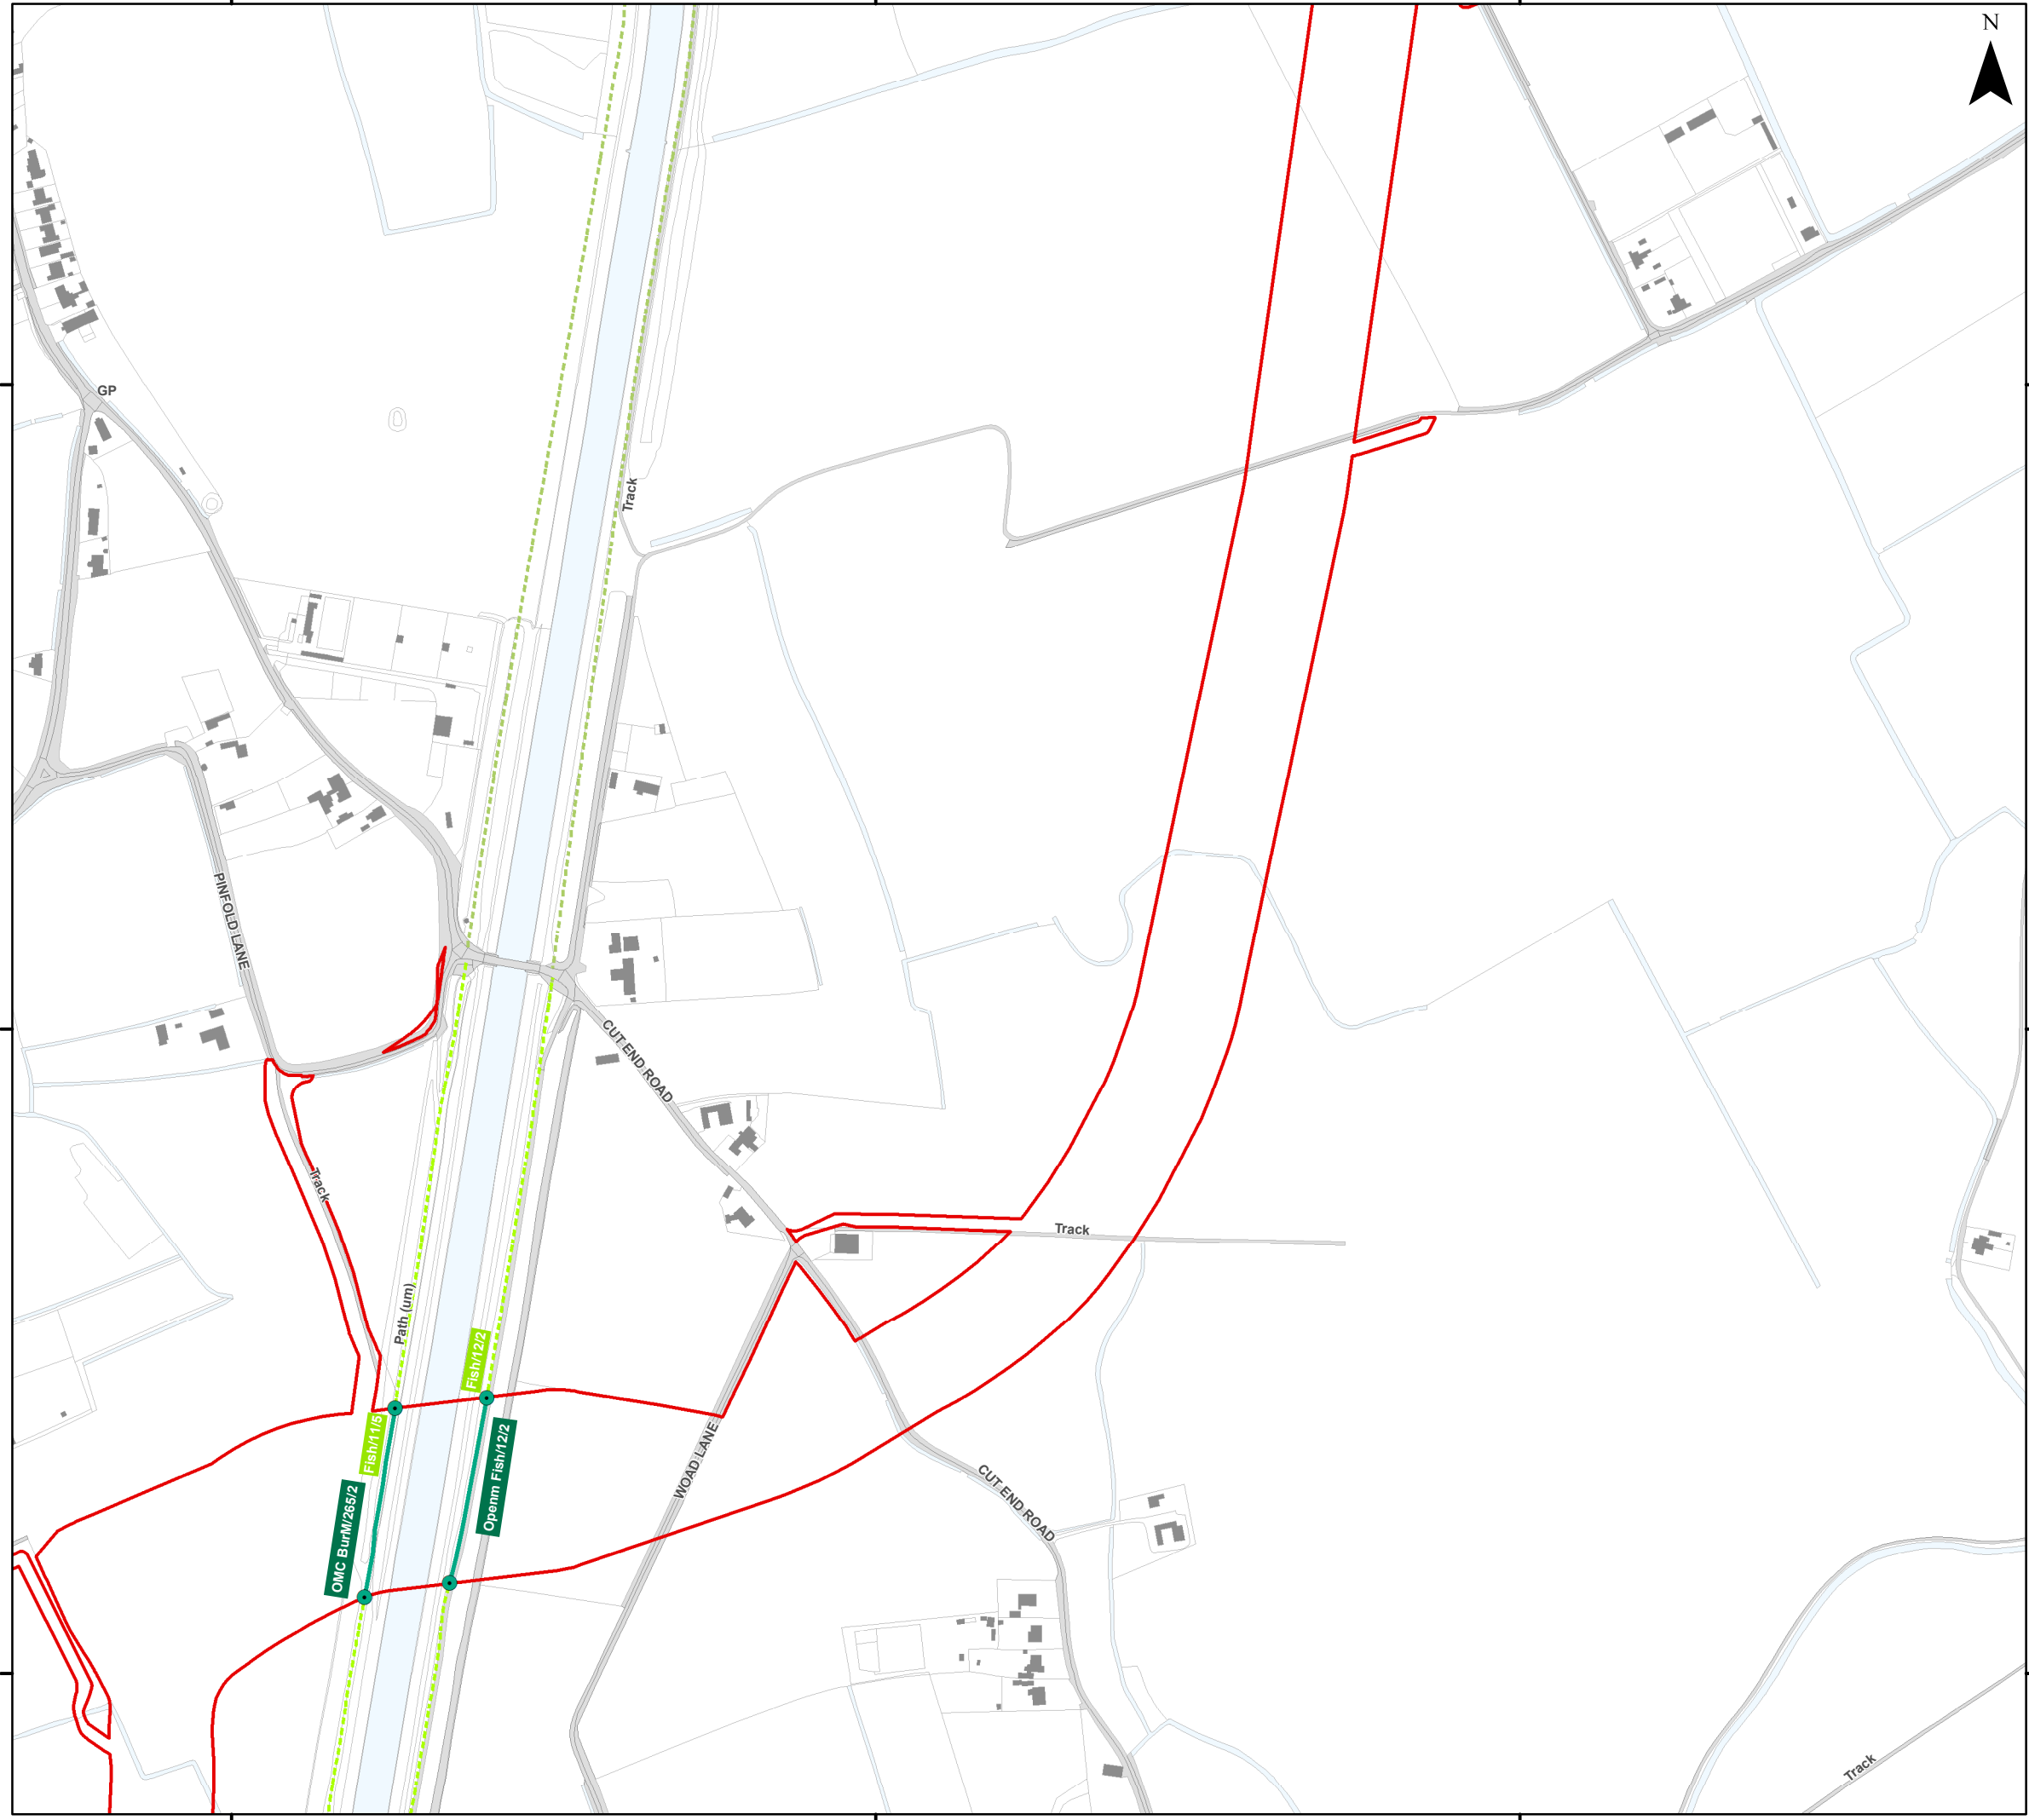 N
GP
Track
PINFOLD LANE
CUT END ROAD
Track
Track
Path (um)
Fish/12/2
Fish/11/5
Openm Fish/12/2
WOAD LANE
OMC BurM/265/2
CUT END ROAD
Track